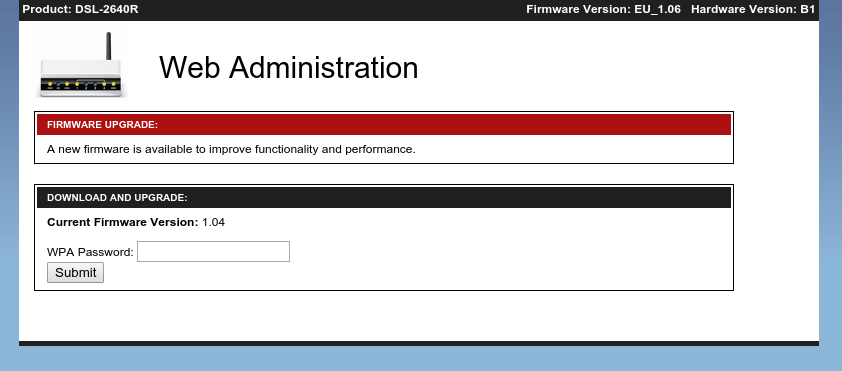 Product: DSL-2640R Firmware Version: EU_1.06 Hardware Version: B1
Web Administration
FIRMWARE UPGRADE:
A new firmware is available to improve functionality and performance.
DOWNLOAD AND UPGRADE:
Current Firmware Version: 1.04
WPA Password:
Submit